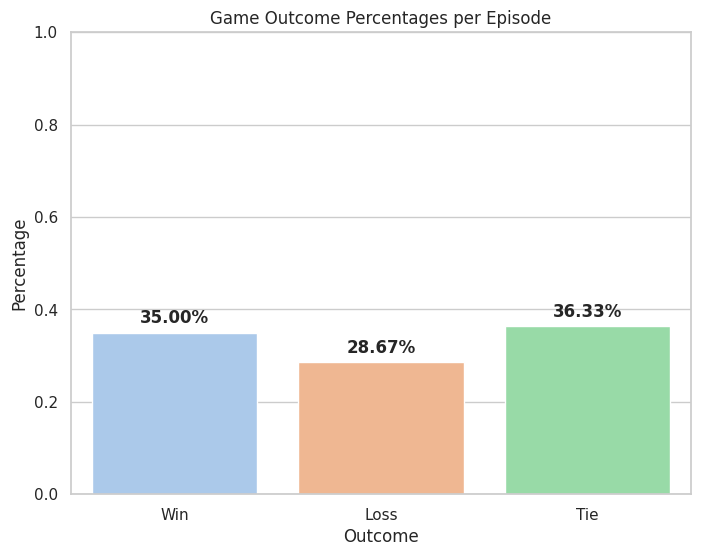 Game Outcome Percentages per Episode
Percentage
1.0
0.8
0.6
0.4
0.2
0.0
35.00%
28.67%
36.33%
Win
Loss
Tie
Outcome